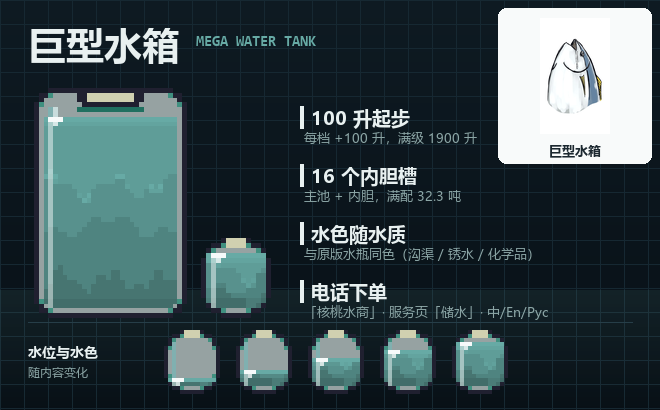 巨型水箱 MEGA WATER TANK
巨型水箱
100 升起步
每档 +100 升，满级 1900 升
16 个内胆槽
主池 + 内胆，满配 32.3 吨
水色随水质
与原版水瓶同色（沟渠 / 锈水 / 化学品）
电话下单
「核桃水商」· 服务页「储水」· 中/En/Рус
水位与水色
随内容变化